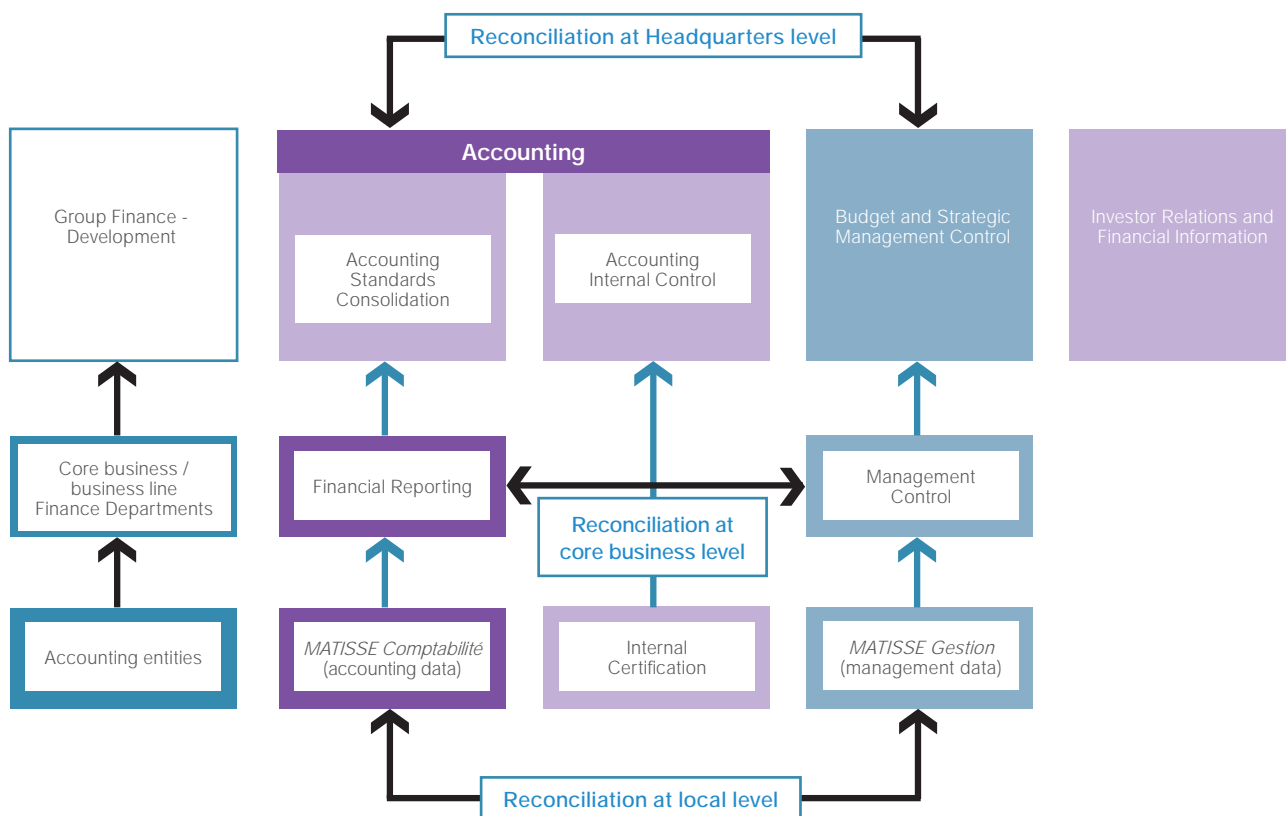 Reconciliation at Headquarters level
Group Finance -
Development
Accounting
Accounting
Standards
Consolidation
Accounting
Internal Control
Budget and Strategic
Management Control
Investor Relations and
Financial Information
Core business /
business line
Finance Departments
Financial Reporting
Reconciliation at
core business level
Management
Control
Accounting entities
MATISSE Comptabilité
(accounting data)
Internal
Certification
MATISSE Gestion
(management data)
Reconciliation at local level